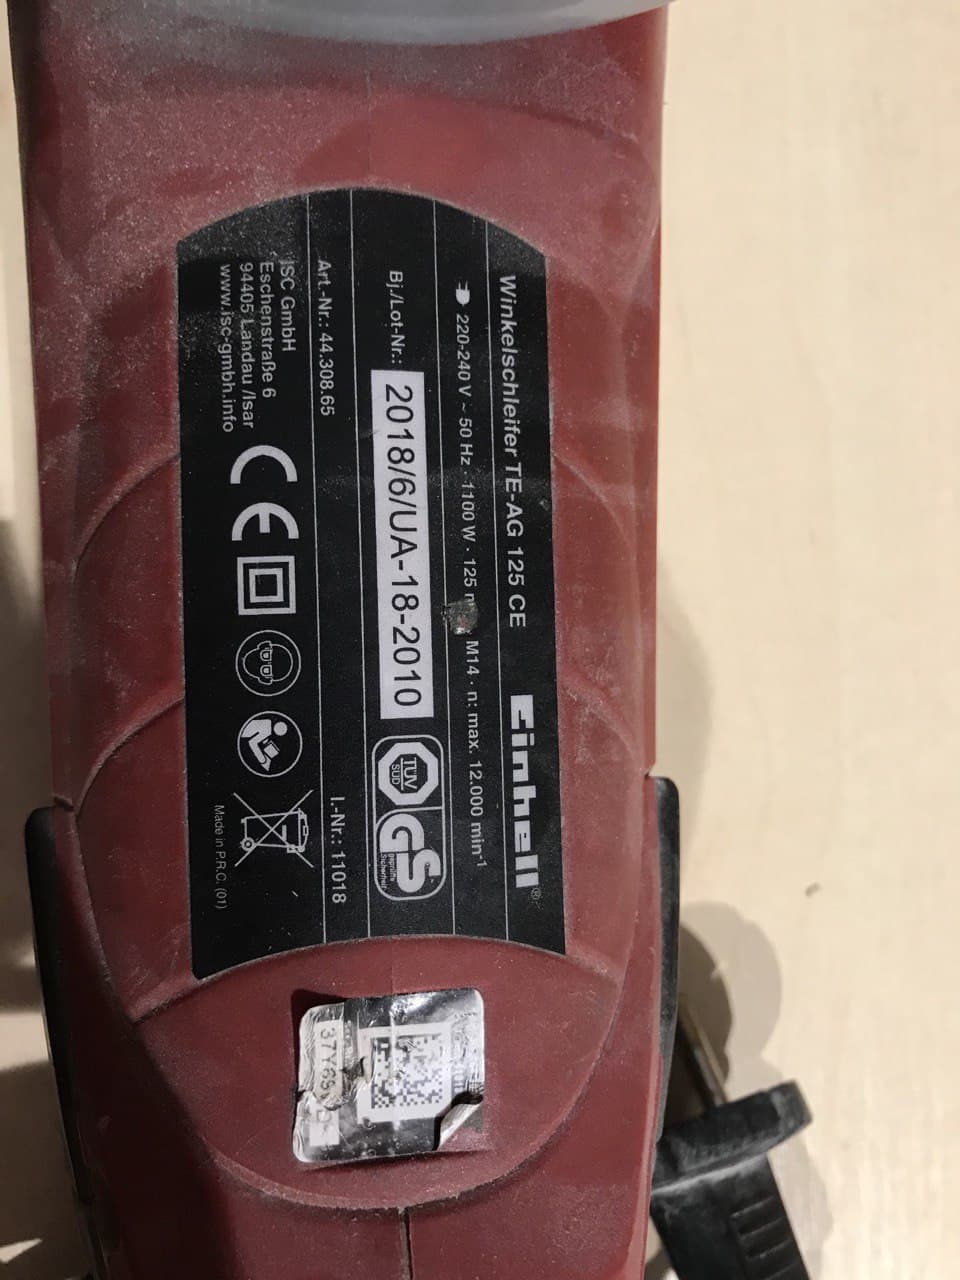 Winkelschleifer TE-AG 125 CE
Einhell®
220-240 V ~ 50 Hz · 1100 W · 125 M14 · n: max. 12.000 min-1
Bj./Lot-Nr.: 2018/6/UA-18-2010
TÜV
SÜD
GS
geprüfte
Sicherheit
Art.-Nr.: 44.308.65
I.-Nr.: 11018
ISC GmbH
Eschenstraße 6
94405 Landau /Isar
www.isc-gmbh.info
CE
Made in P.R.C. (01)